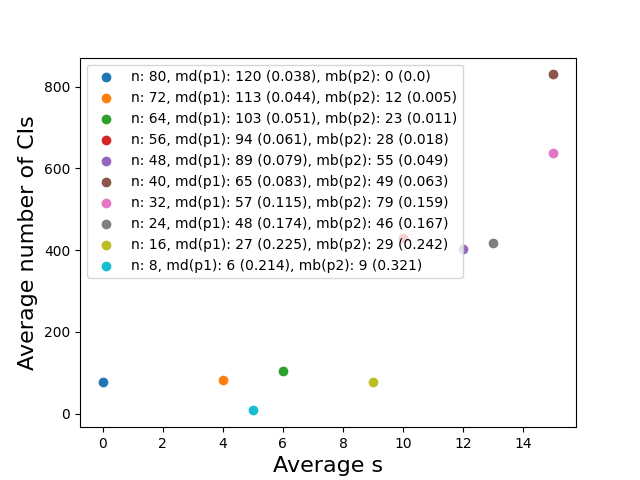 n: 80, md(p1): 120 (0.038), mb(p2): 0 (0.0)
n: 72, md(p1): 113 (0.044), mb(p2): 12 (0.005)
n: 64, md(p1): 103 (0.051), mb(p2): 23 (0.011)
n: 56, md(p1): 94 (0.061), mb(p2): 28 (0.018)
n: 48, md(p1): 89 (0.079), mb(p2): 55 (0.049)
n: 40, md(p1): 65 (0.083), mb(p2): 49 (0.063)
n: 32, md(p1): 57 (0.115), mb(p2): 79 (0.159)
n: 24, md(p1): 48 (0.174), mb(p2): 46 (0.167)
n: 16, md(p1): 27 (0.225), mb(p2): 29 (0.242)
n: 8, md(p1): 6 (0.214), mb(p2): 9 (0.321)
Average number of CIs
800
600
400
200
0
0 2 4 6 8 10 12 14
Average s